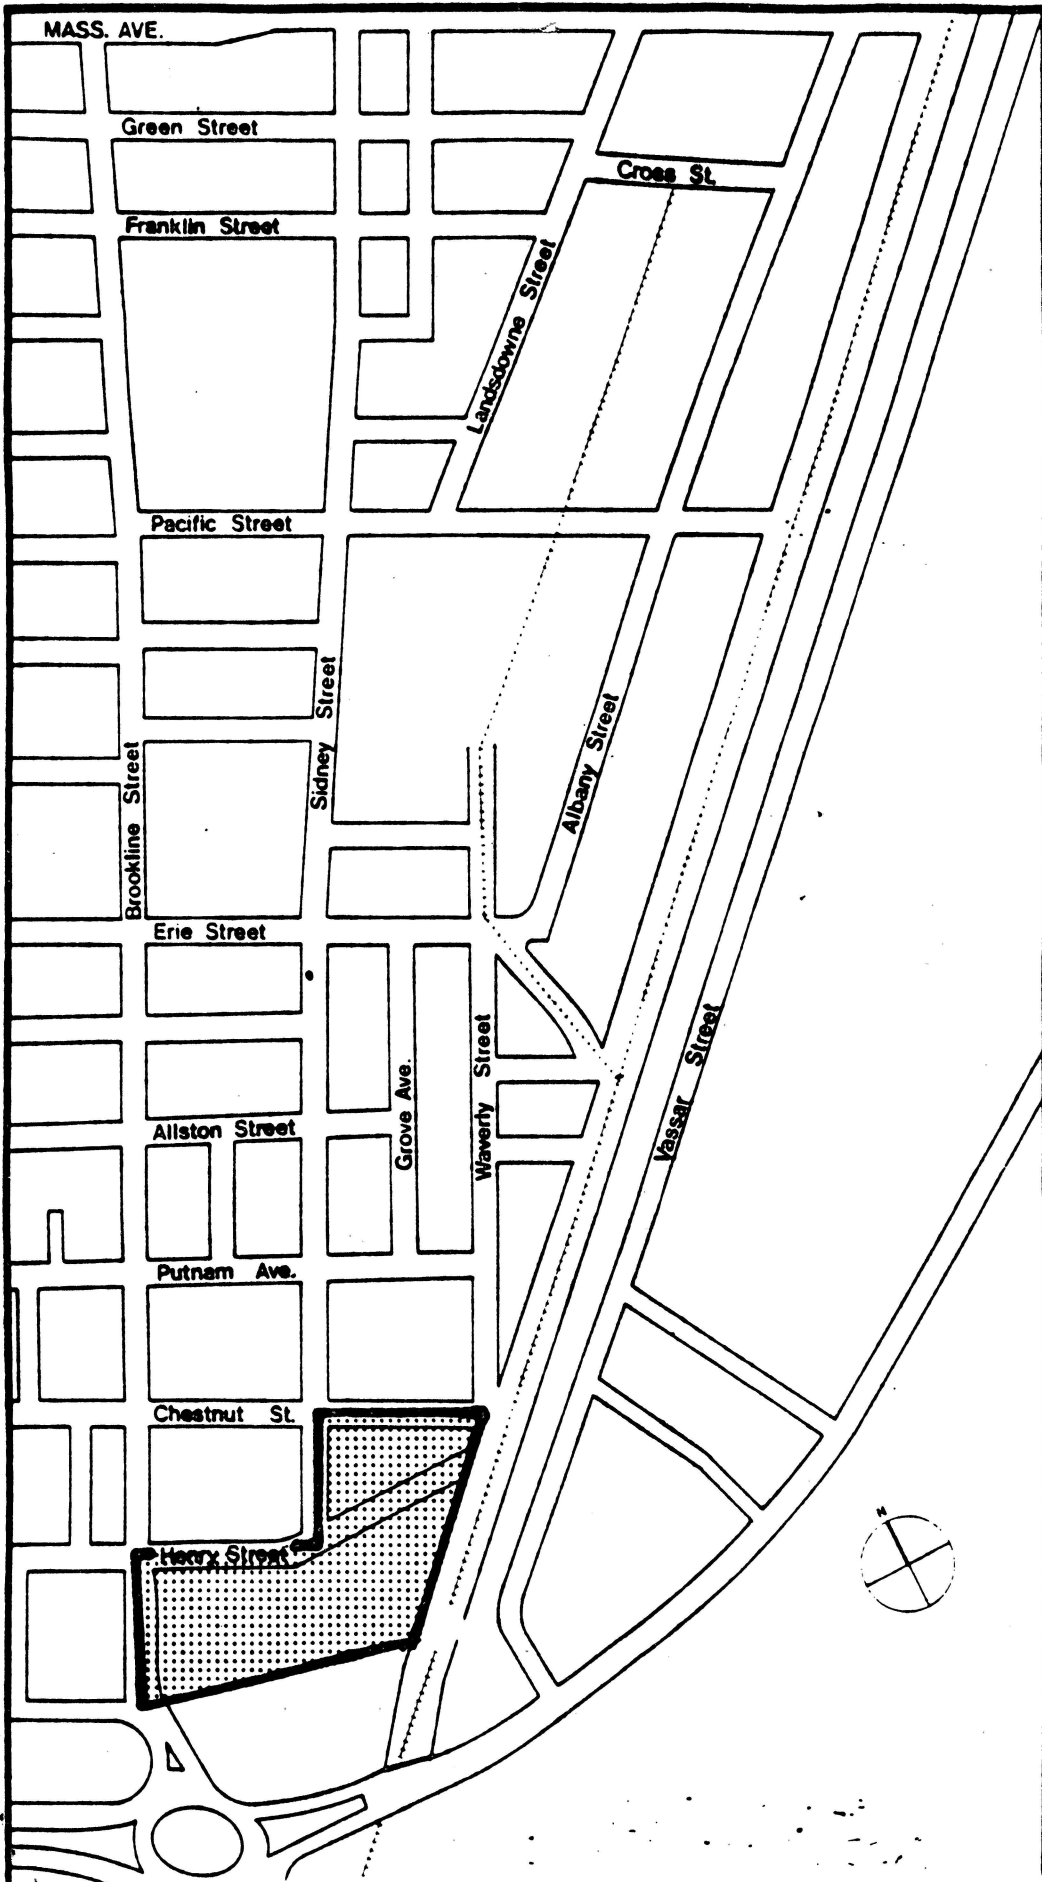 MASS. AVE.
Green Street
Cross St.
Franklin Street
Landsdowne Street
Pacific Street
Sidney Street
Albany Street
Brookline Street
Erie Street
Vassar Street
Waverly Street
Grove Ave.
Allston Street
Putnam Ave.
Chestnut St.
Henry Street
N